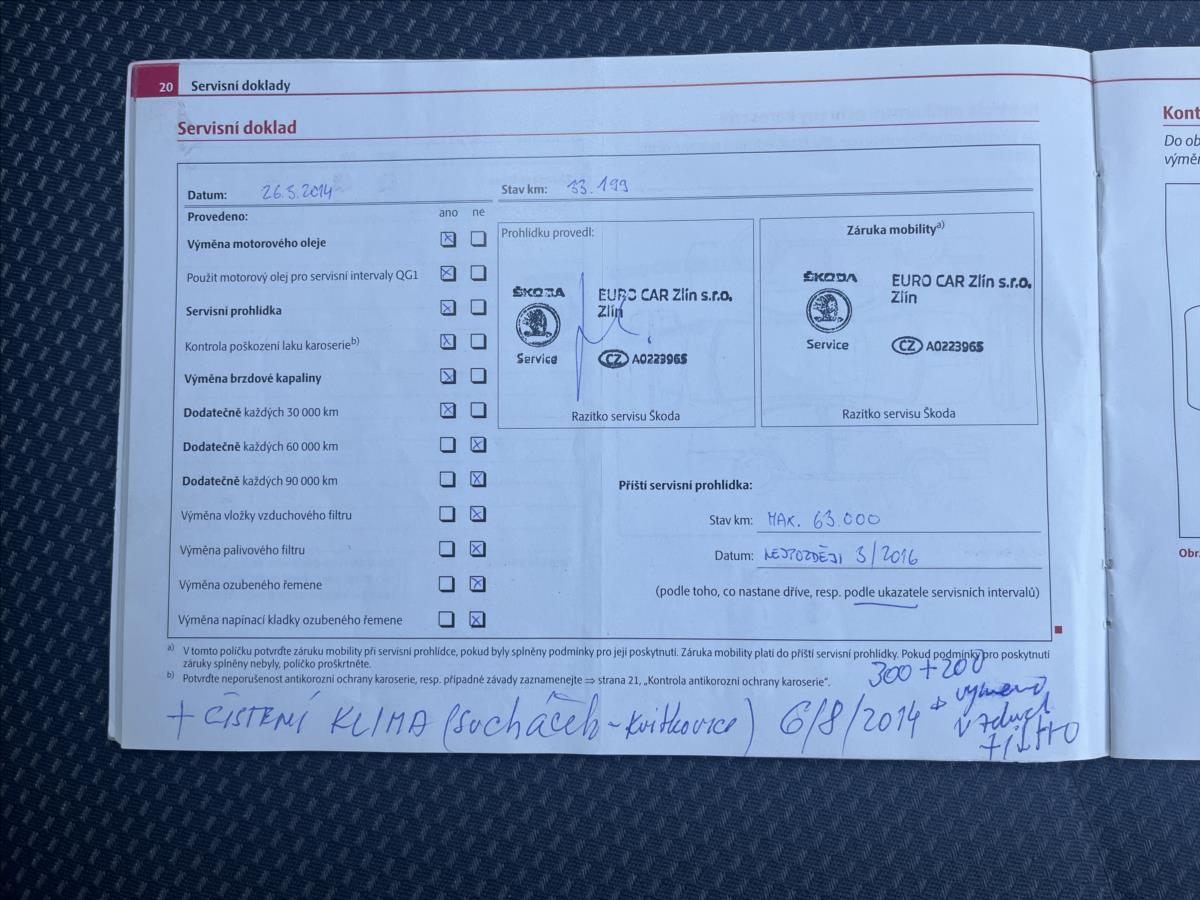 20 Servisní doklady
Servisní doklad
Datum: 26.5.2014
Stav km: 33.199
Provedeno: ano ne
Výměna motorového oleje
Použit motorový olej pro servisní intervaly QG1
Servisní prohlídka
Kontrola poškození laku karoserie b)
Výměna brzdové kapaliny
Dodatečně každých 30 000 km
Dodatečně každých 60 000 km
Dodatečně každých 90 000 km
Výměna vložky vzduchového filtru
Výměna palivového filtru
Výměna ozubeného řemene
Výměna napínací kladky ozubeného řemene
Prohlídku provedl:
ŠKODA
Service
EURO CAR Zlín s.r.o.
Zlín
CZ A0223965
Razítko servisu Škoda
Záruka mobility a)
ŠKODA
Service
EURO CAR Zlín s.r.o.
Zlín
CZ A0223965
Razítko servisu Škoda
Příští servisní prohlídka:
Stav km: MAX. 63.000
Datum: NEJPOZDĚJI 3/2016
(podle toho, co nastane dříve, resp. podle ukazatele servisních intervalů)
a) V tomto políčku potvrďte záruku mobility při servisní prohlídce, pokud byly splněny podmínky pro její poskytnutí. Záruka mobility platí do příští servisní prohlídky. Pokud podmínky pro poskytnutí
záruky splněny nebyly, políčko proškrtněte.
b) Potvrďte neporušenost antikorozní ochrany karoserie, resp. případné závady zaznamenejte ⇒ strana 21, „Kontrola antikorozní ochrany karoserie“.
300 + 200
+ ČISTENÍ KLIMA (Sucháček - Kvítkovice) 6/8/2014
Kont
Do ob
výměn
Obr.